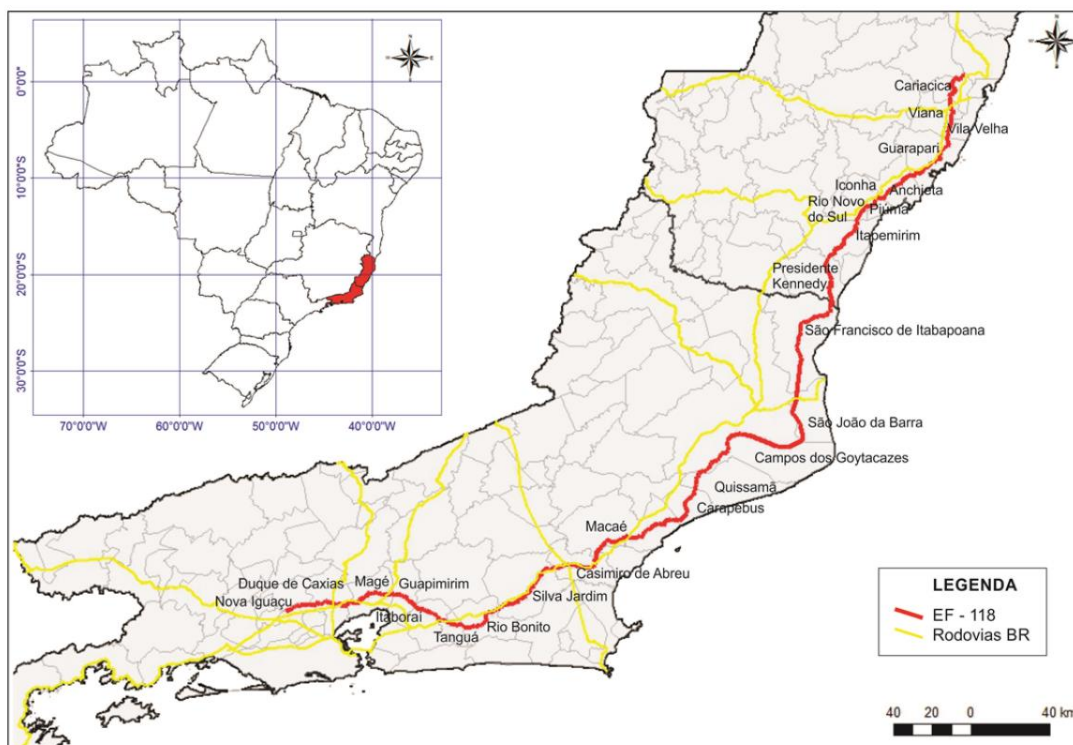 0°0'0"
10°0'0"S
20°0'0"S
30°0'0"S
70°0'0"W
60°0'0"W
50°0'0"W
40°0'0"W
Cariacica
Viana
Vila Velha
Guarapari
Iconha
Anchieta
Rio Novo
do Sul
Piúma
Itapemirim
Presidente
Kennedy
São Francisco de Itabapoana
São João da Barra
Campos dos Goytacazes
Quissamã
Carapebus
Macaé
Casimiro de Abreu
Duque de Caxias
Magé
Guapimirim
Nova Iguaçu
Silva Jardim
Itaboraí
Rio Bonito
Tanguá
LEGENDA
EF - 118
Rodovias BR
40 20 0 40 km